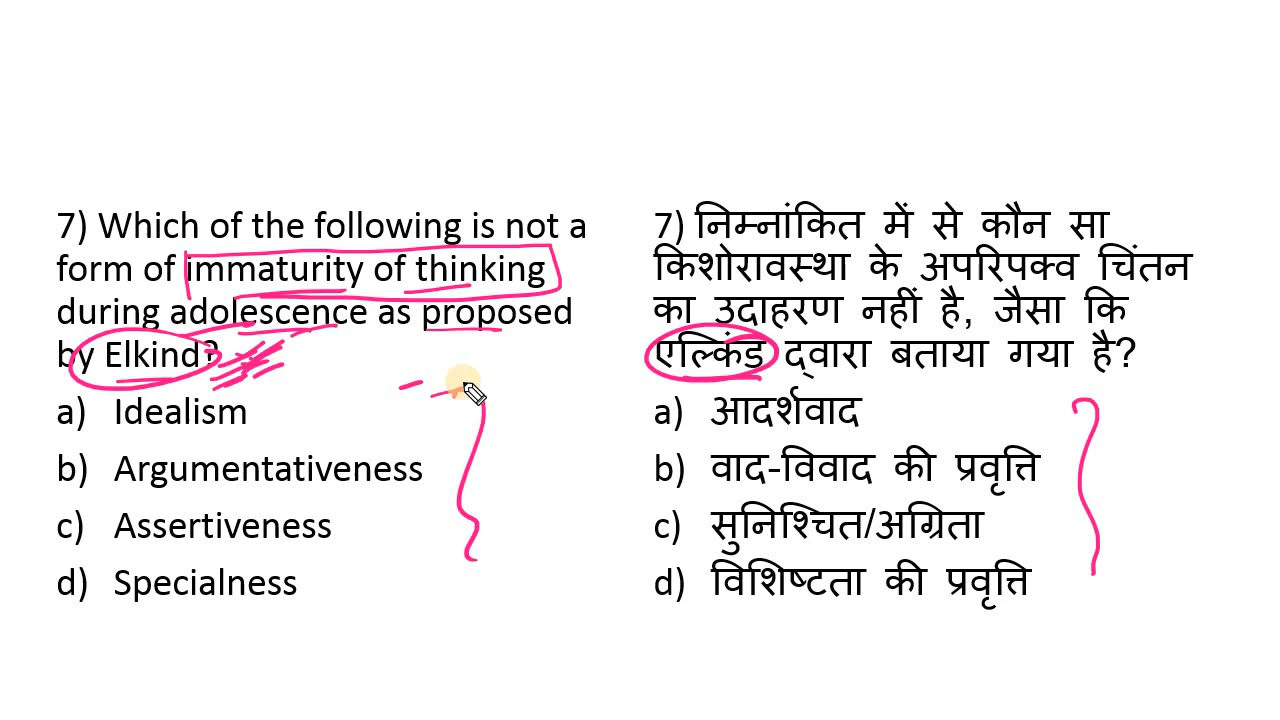 7) Which of the following is not a
form of immaturity of thinking
during adolescence as proposed
by Elkind?
a) Idealism
b) Argumentativeness
c) Assertiveness
d) Specialness
7) निम्नांकित में से कौन सा
किशोरावस्था के अपरिपक्व चिंतन
का उदाहरण नहीं है, जैसा कि
एल्किंड द्वारा बताया गया है?
a) आदर्शवाद
b) वाद-विवाद की प्रवृत्ति
c) सुनिश्चित/अग्रिता
d) विशिष्टता की प्रवृत्ति